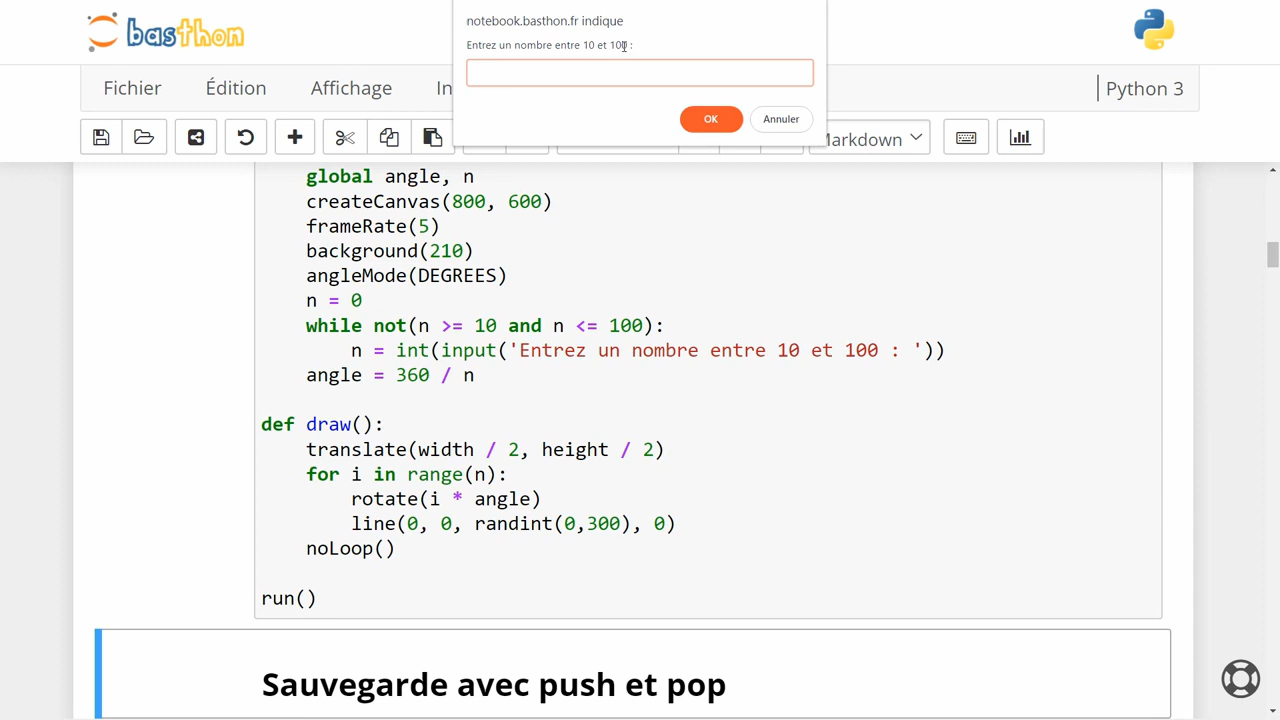 notebook.basthon.fr indique
Entrez un nombre entre 10 et 100 :
OK
Annuler
basthon
Fichier
Édition
Affichage
In
Python 3
Markdown
global angle, n
createCanvas(800, 600)
frameRate(5)
background(210)
angleMode(DEGREES)
n = 0
while not(n >= 10 and n <= 100):
n = int(input('Entrez un nombre entre 10 et 100 : '))
angle = 360 / n
def draw():
translate(width / 2, height / 2)
for i in range(n):
rotate(i * angle)
line(0, 0, randint(0,300), 0)
noLoop()
run()
Sauvegarde avec push et pop